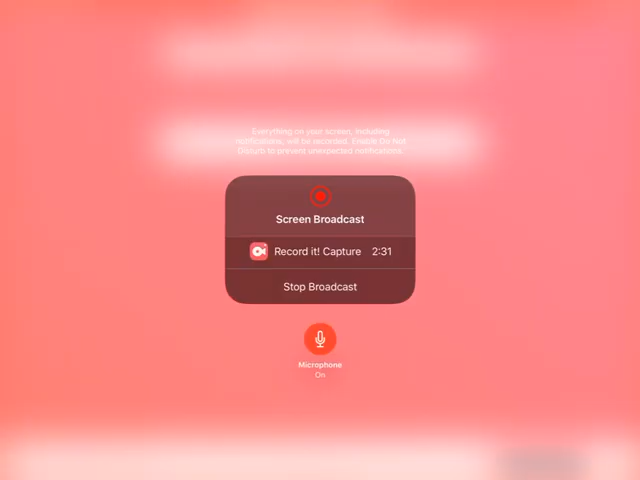 Everything on your screen, including
notifications, will be recorded. Enable Do Not
Disturb to prevent unexpected notifications.
Screen Broadcast
Record it! Capture 2:31
Stop Broadcast
Microphone
On